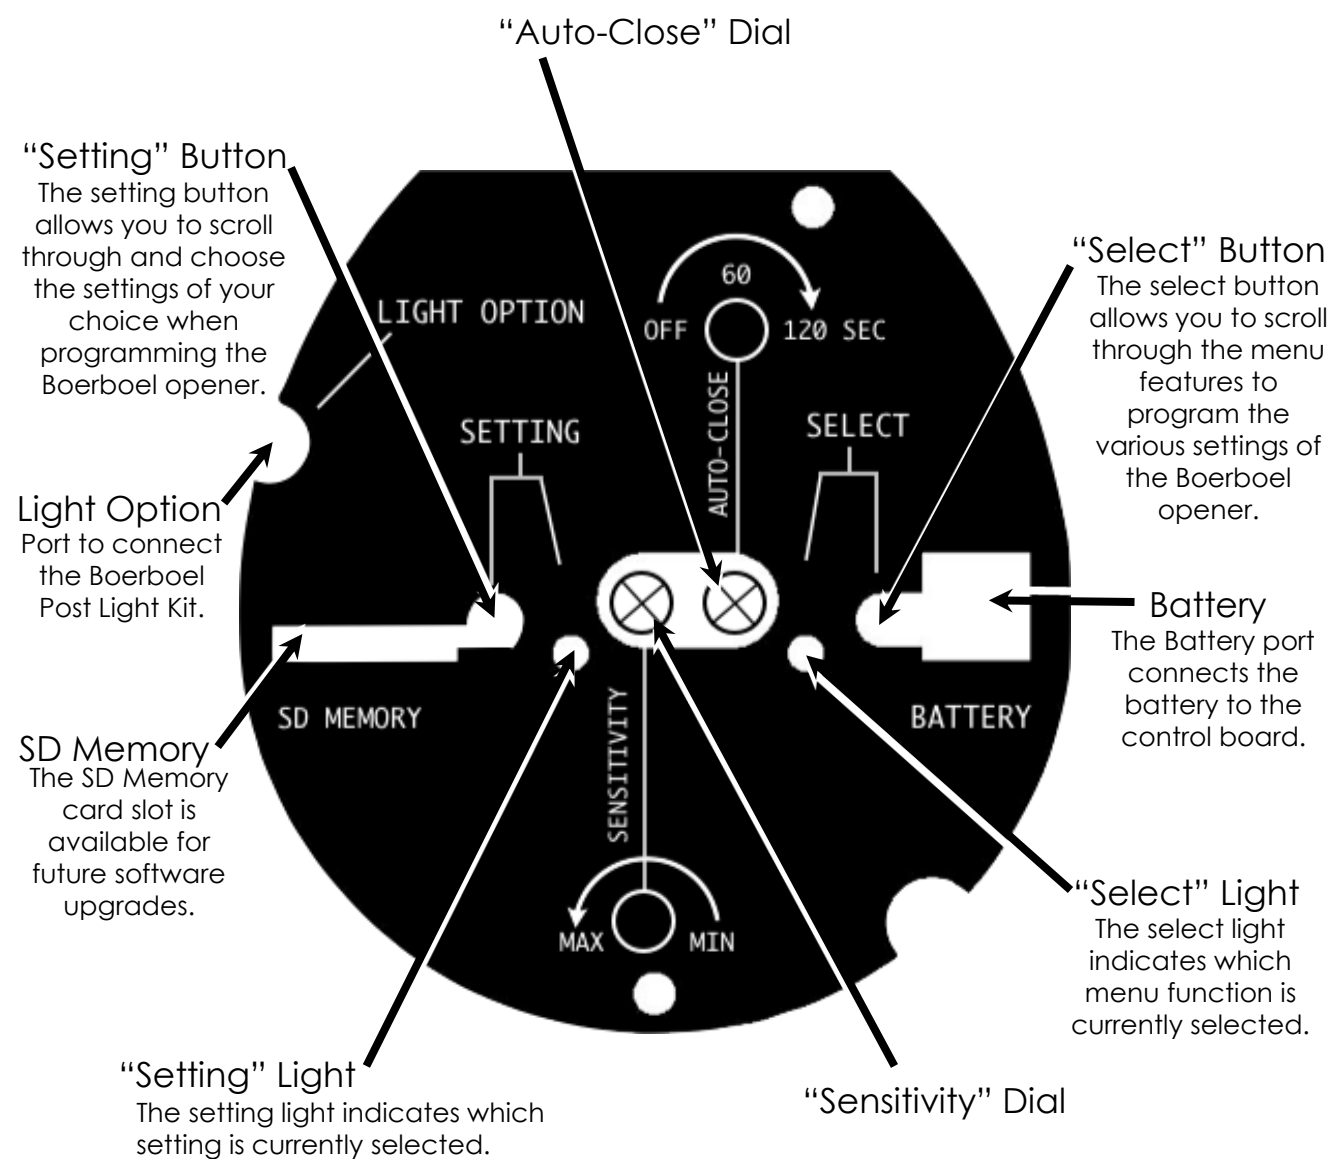 “Auto-Close” Dial
“Setting” Button
The setting button
allows you to scroll
through and choose
the settings of your
choice when
programming the
Boerboel opener.
“Select” Button
The select button
allows you to scroll
through the menu
features to
program the
various settings of
the Boerboel
opener.
60
OFF
120 SEC
LIGHT OPTION
AUTO-CLOSE
SETTING
SELECT
Light Option
Port to connect
the Boerboel
Post Light Kit.
Battery
The Battery port
connects the
battery to the
control board.
SD MEMORY
BATTERY
SENSITIVITY
SD Memory
The SD Memory
card slot is
available for
future software
upgrades.
MAX
MIN
“Select” Light
The select light
indicates which
menu function is
currently selected.
“Setting” Light
The setting light indicates which
setting is currently selected.
“Sensitivity” Dial